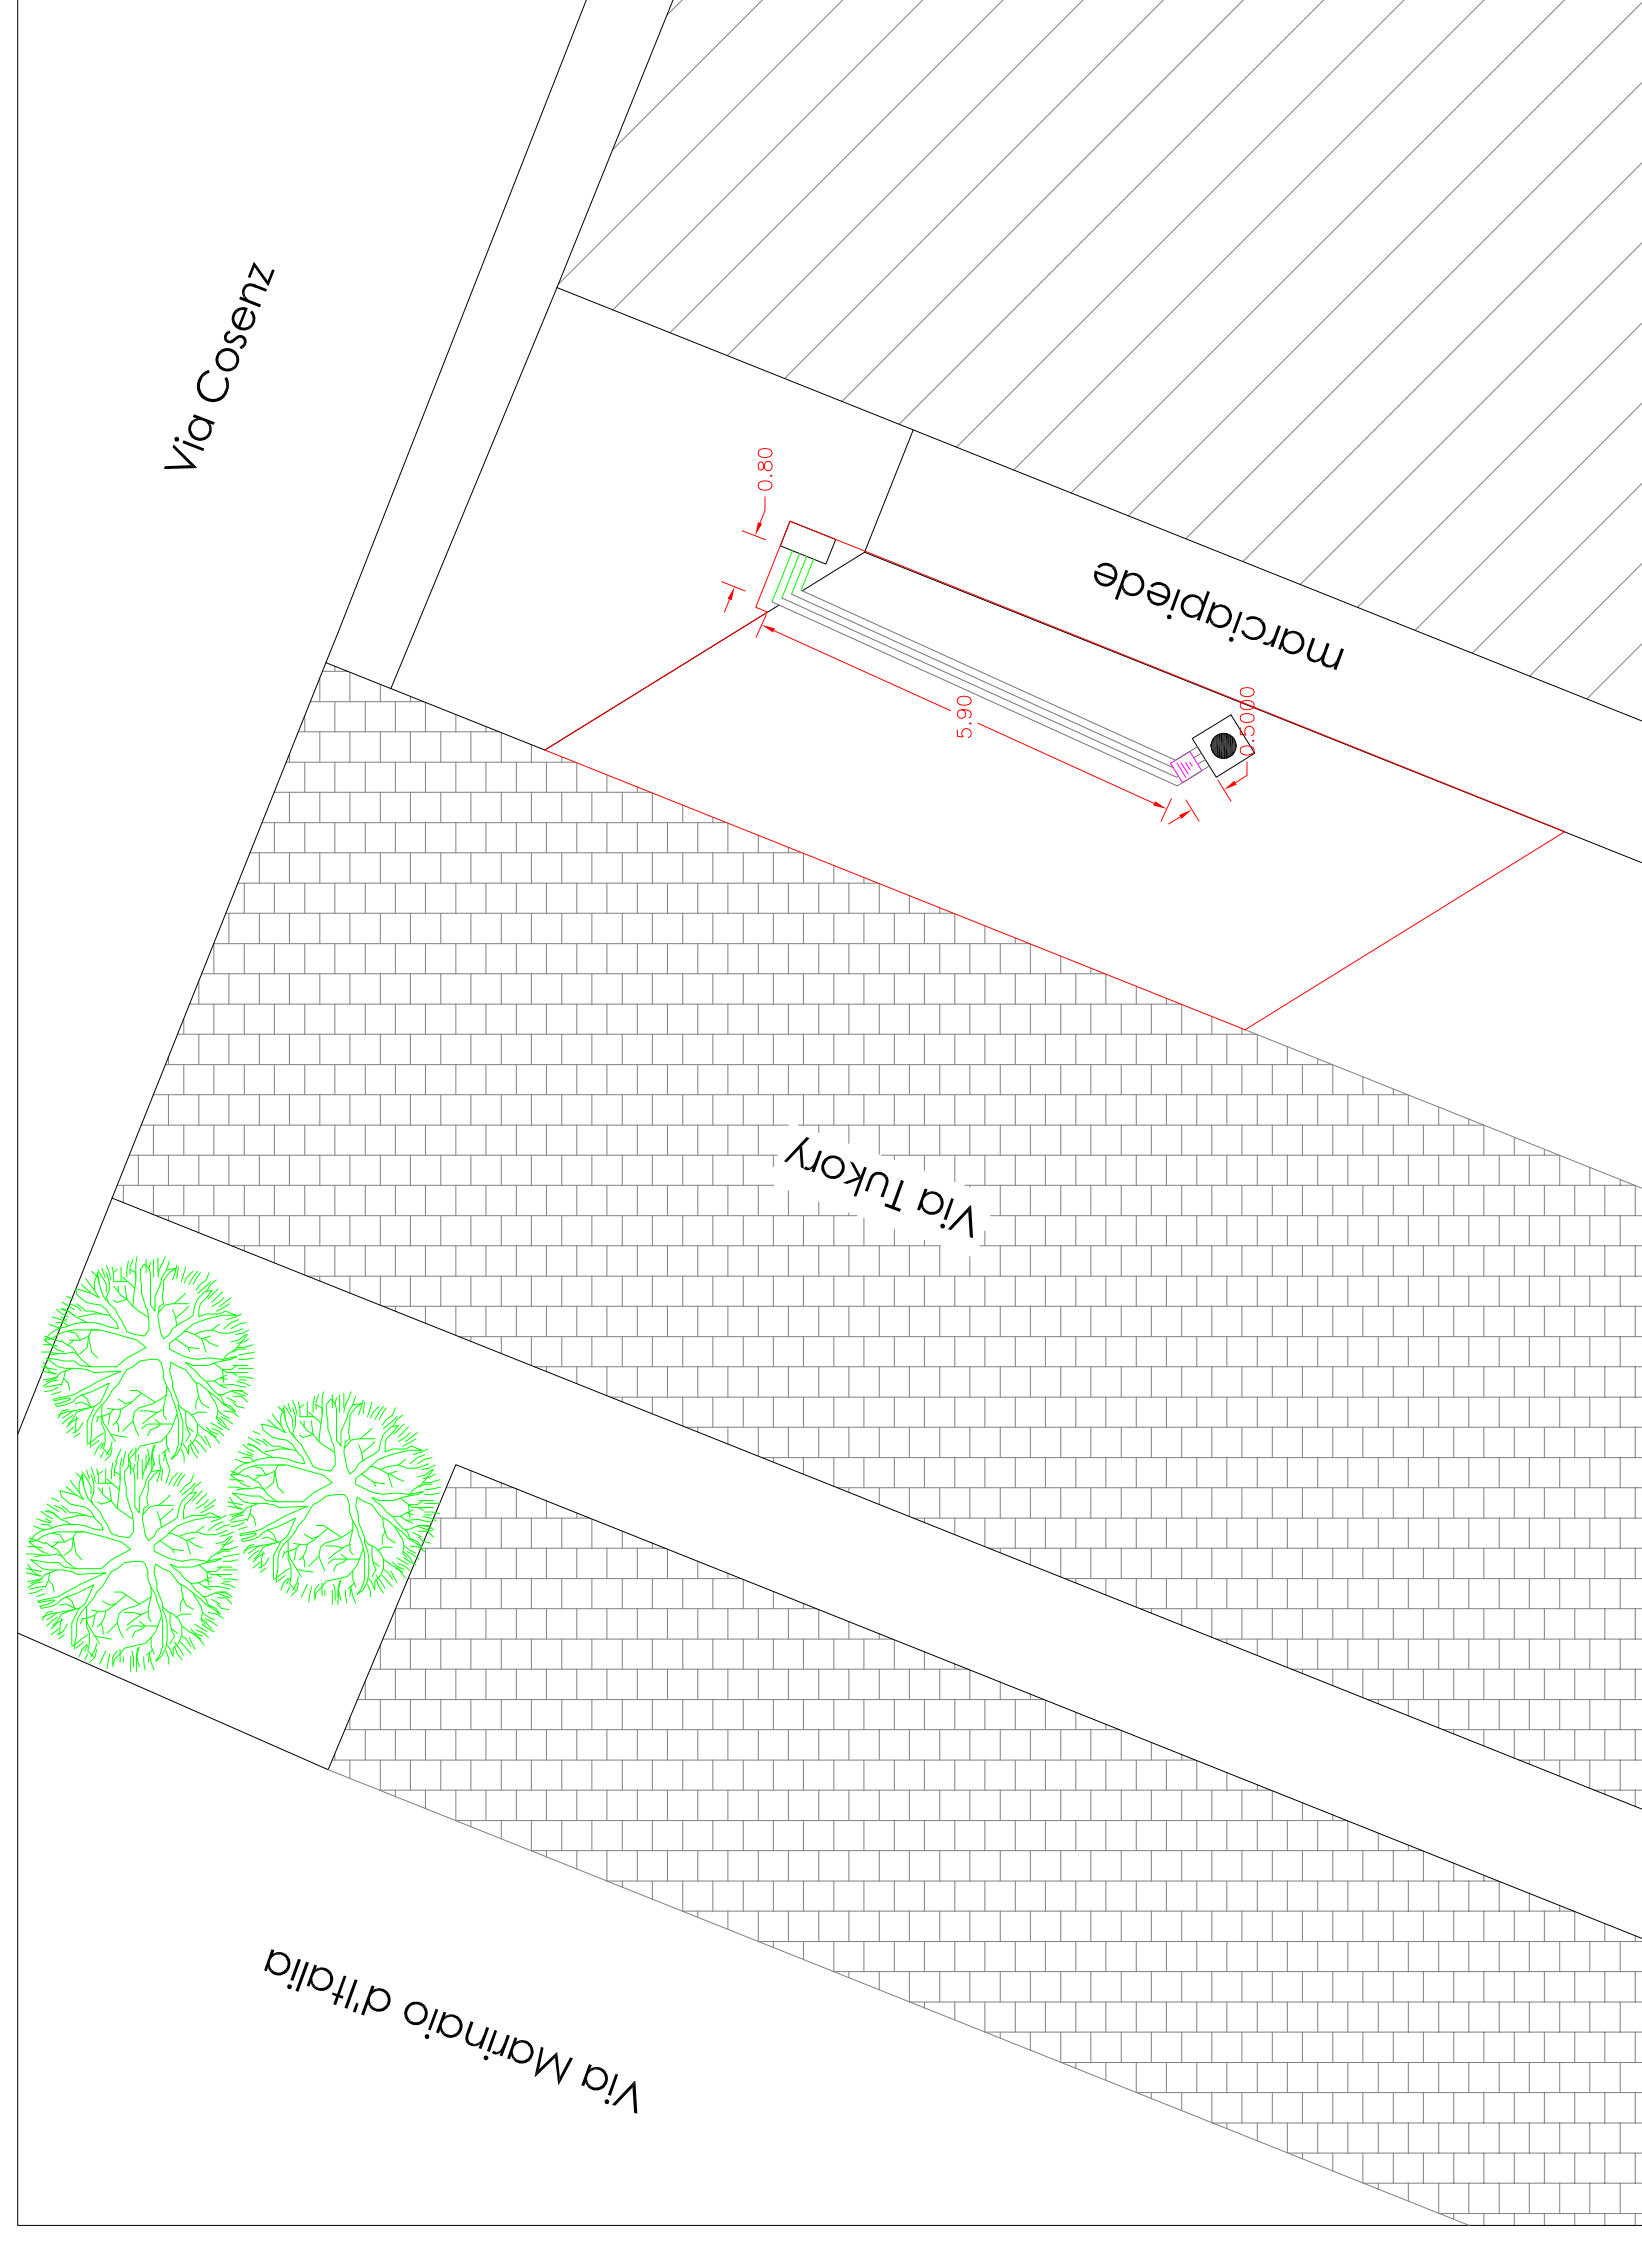 Via Cosenz
0.80
marciapiede
5.90
0.5000
Via Tukory
Via Marinaio d'Italia